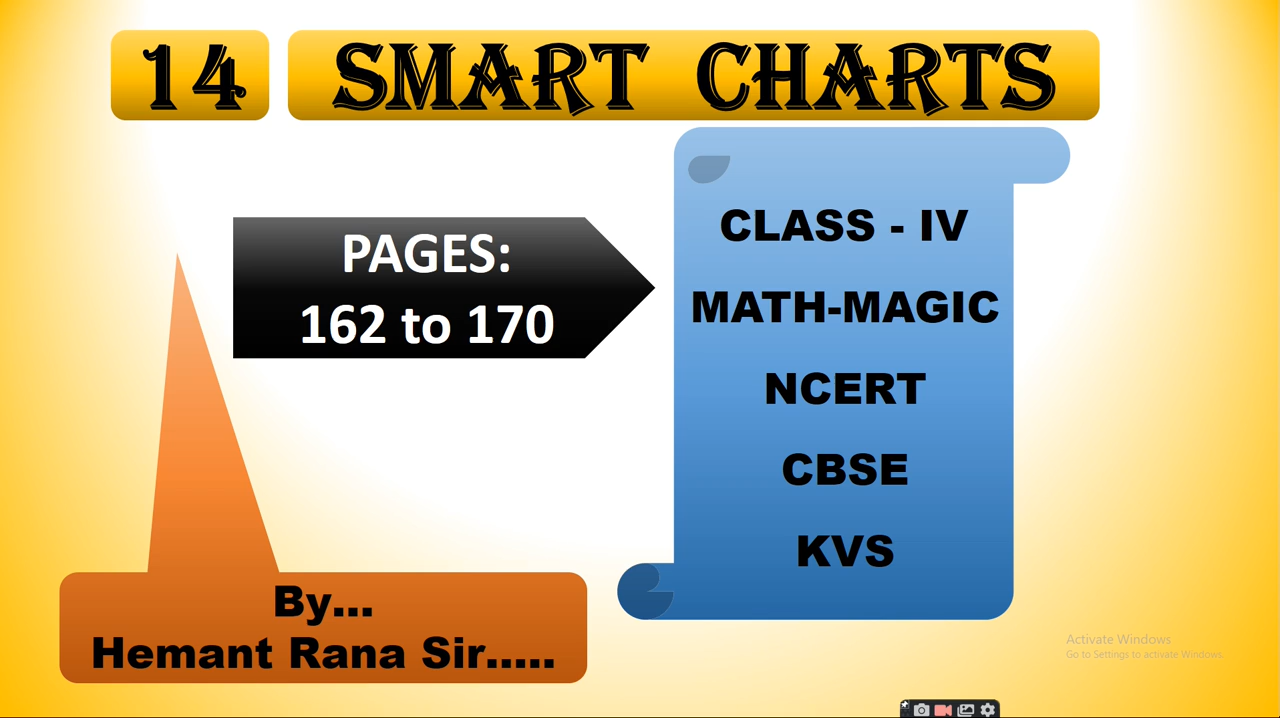 14 SMART CHARTS
PAGES:
162 to 170
CLASS - IV
MATH-MAGIC
NCERT
CBSE
KVS
By...
Hemant Rana Sir.....
Activate Windows
Go to Settings to activate Windows.